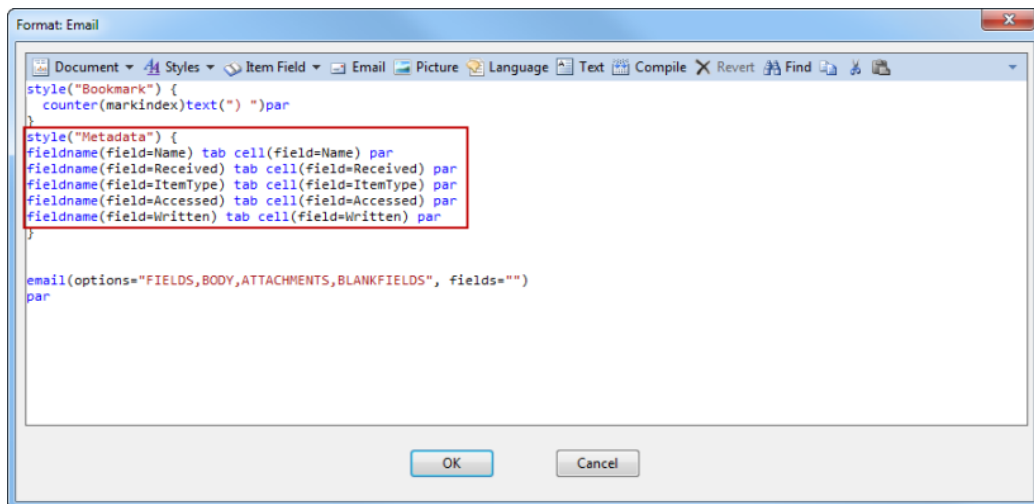 Format: Email
Document Styles Item Field Email Picture Language Text Compile Revert Find
style("Bookmark") {
  counter(markindex)text(") ")par
}
style("Metadata") {
fieldname(field=Name) tab cell(field=Name) par
fieldname(field=Received) tab cell(field=Received) par
fieldname(field=ItemType) tab cell(field=ItemType) par
fieldname(field=Accessed) tab cell(field=Accessed) par
fieldname(field=Written) tab cell(field=Written) par
}
email(options="FIELDS,BODY,ATTACHMENTS,BLANKFIELDS", fields="")
par
OK Cancel